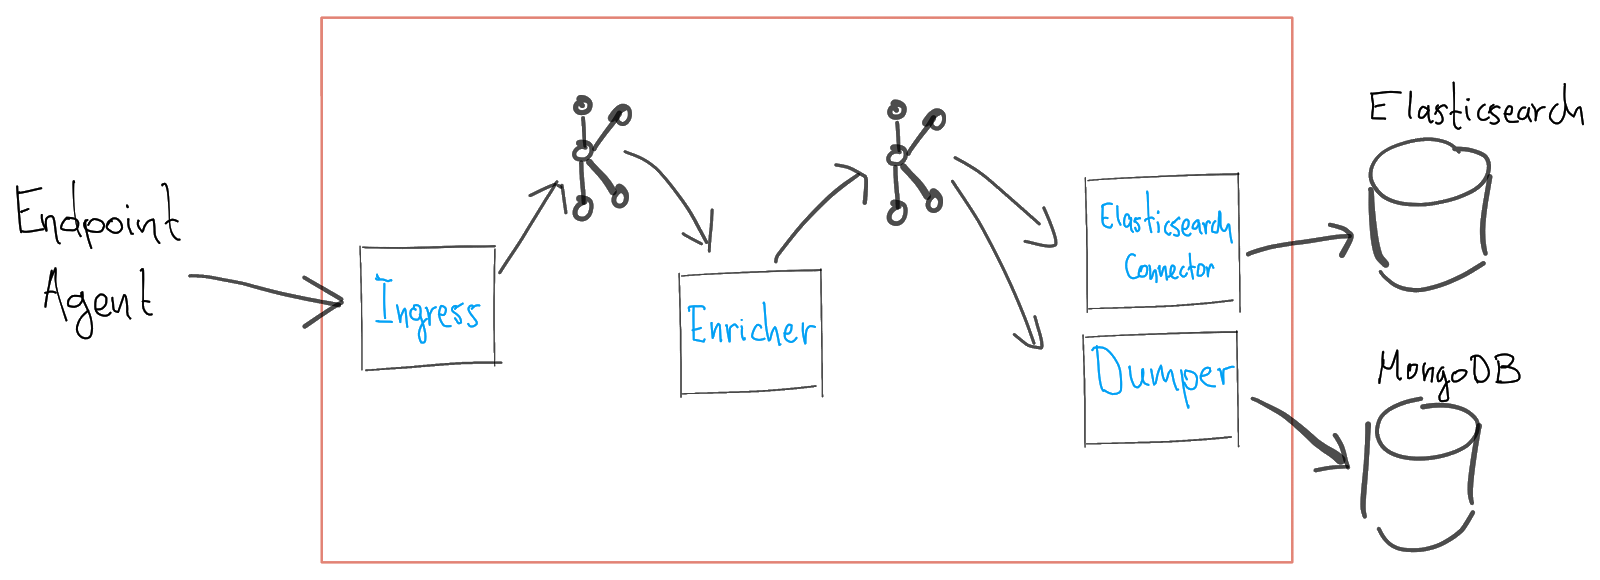 Endpoint
Agent
Ingress
Enricher
Elasticsearch
Connector
Dumper
Elasticsearch
MongoDB